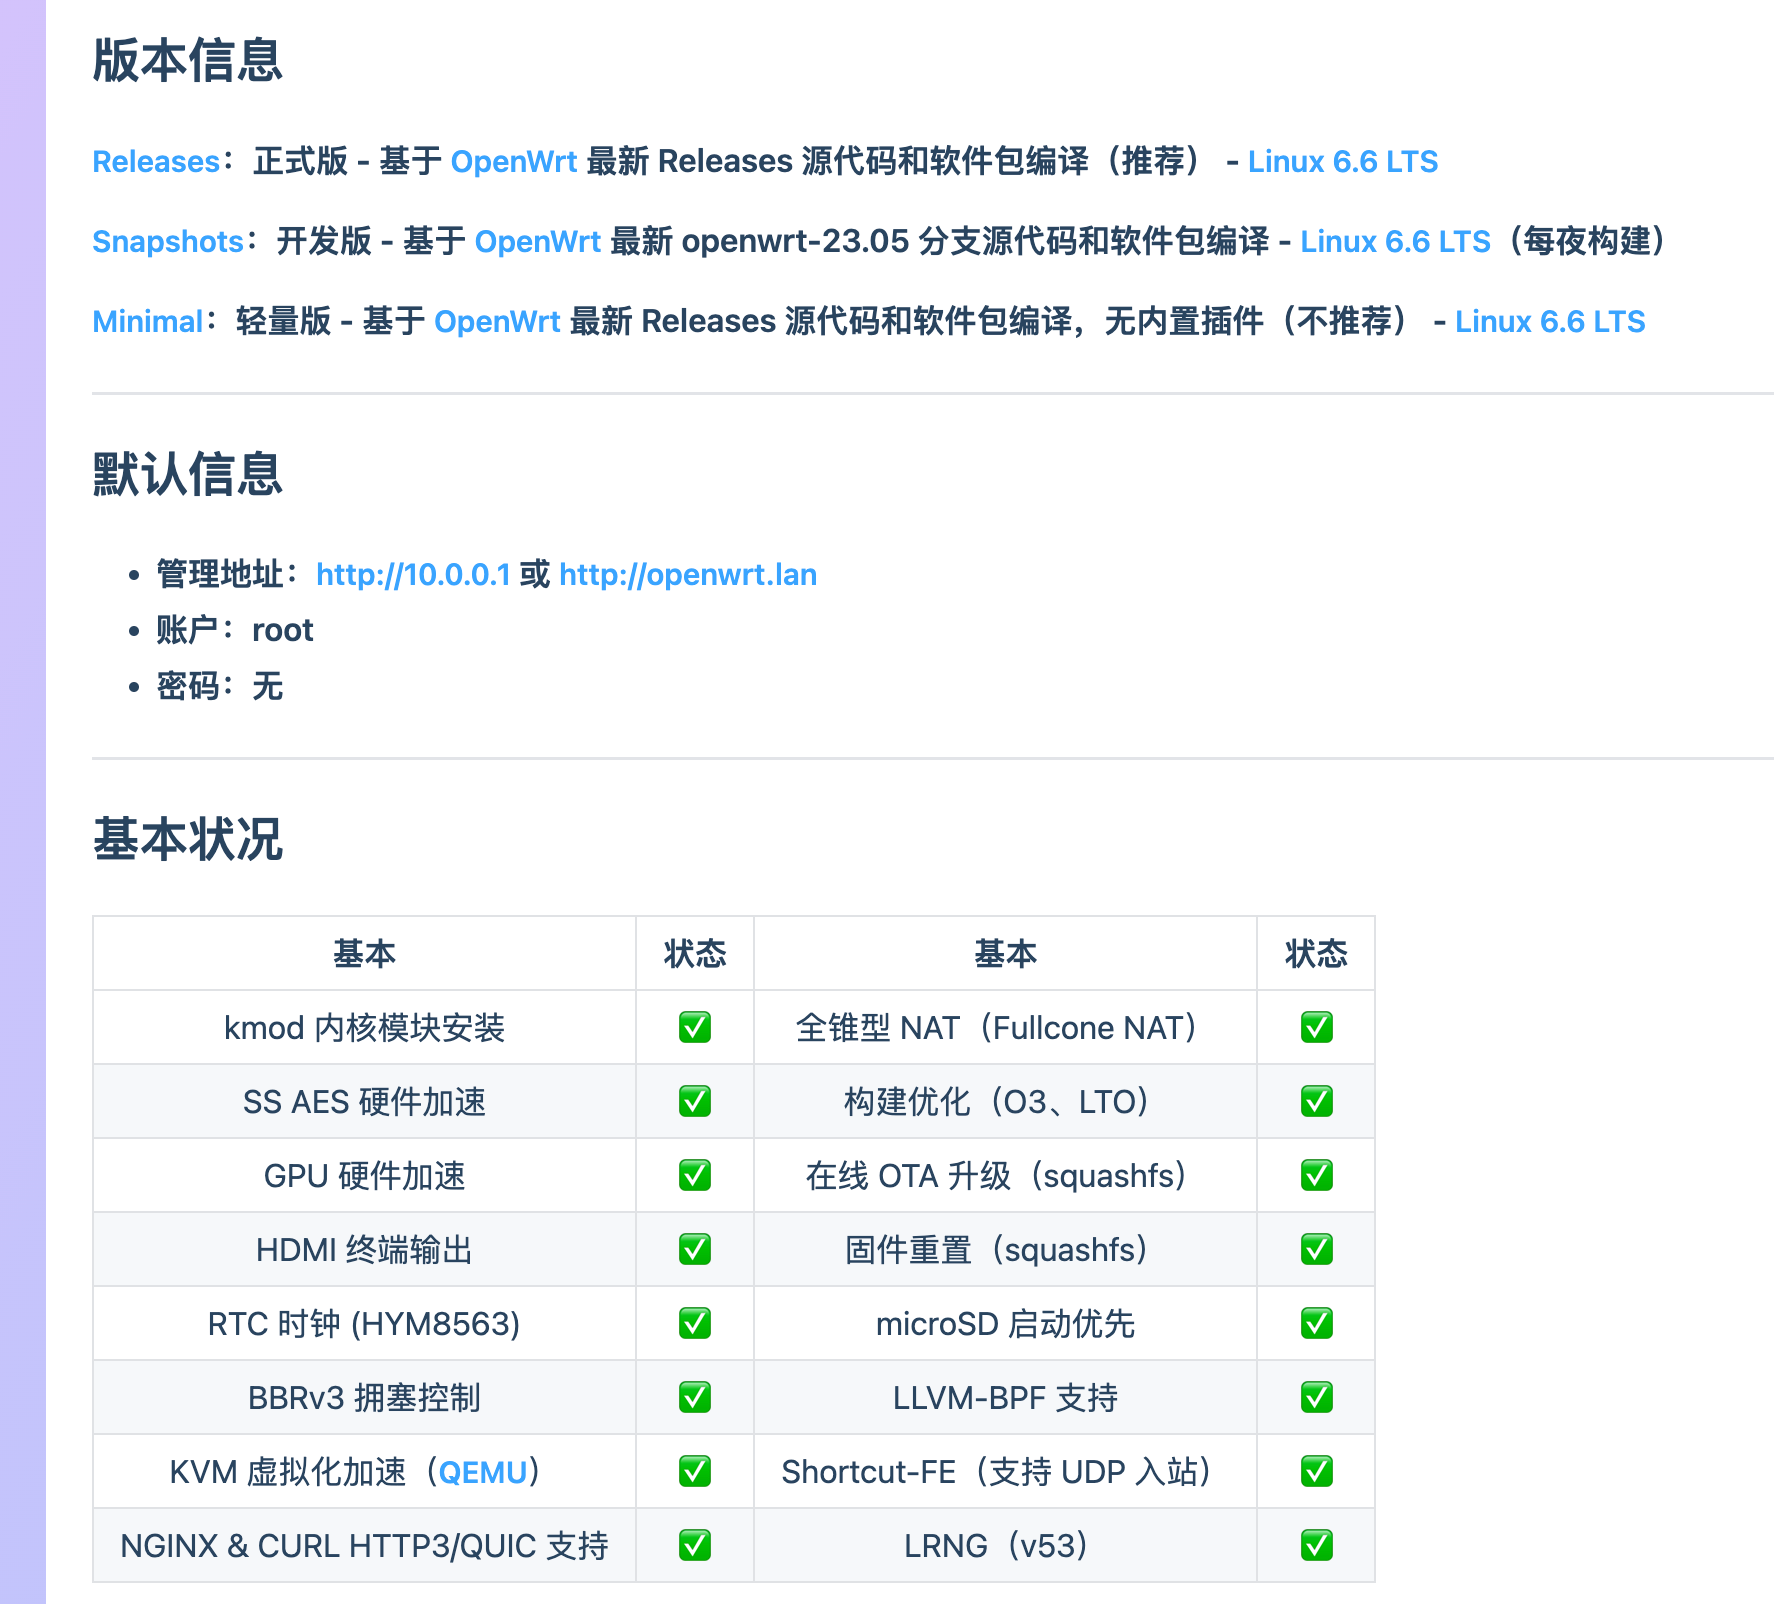 版本信息
Releases：正式版 - 基于 OpenWrt 最新 Releases 源代码和软件包编译（推荐） - Linux 6.6 LTS
Snapshots：开发版 - 基于 OpenWrt 最新 openwrt-23.05 分支源代码和软件包编译 - Linux 6.6 LTS（每夜构建）
Minimal：轻量版 - 基于 OpenWrt 最新 Releases 源代码和软件包编译，无内置插件（不推荐） - Linux 6.6 LTS
默认信息
• 管理地址：http://10.0.0.1 或 http://openwrt.lan
• 账户：root
• 密码：无
基本状况
基本 状态 基本 状态
kmod 内核模块安装 ✅ 全锥型 NAT（Fullcone NAT） ✅
SS AES 硬件加速 ✅ 构建优化（O3、LTO） ✅
GPU 硬件加速 ✅ 在线 OTA 升级（squashfs） ✅
HDMI 终端输出 ✅ 固件重置（squashfs） ✅
RTC 时钟 (HYM8563) ✅ microSD 启动优先 ✅
BBRv3 拥塞控制 ✅ LLVM-BPF 支持 ✅
KVM 虚拟化加速（QEMU） ✅ Shortcut-FE（支持 UDP 入站） ✅
NGINX & CURL HTTP3/QUIC 支持 ✅ LRNG（v53） ✅